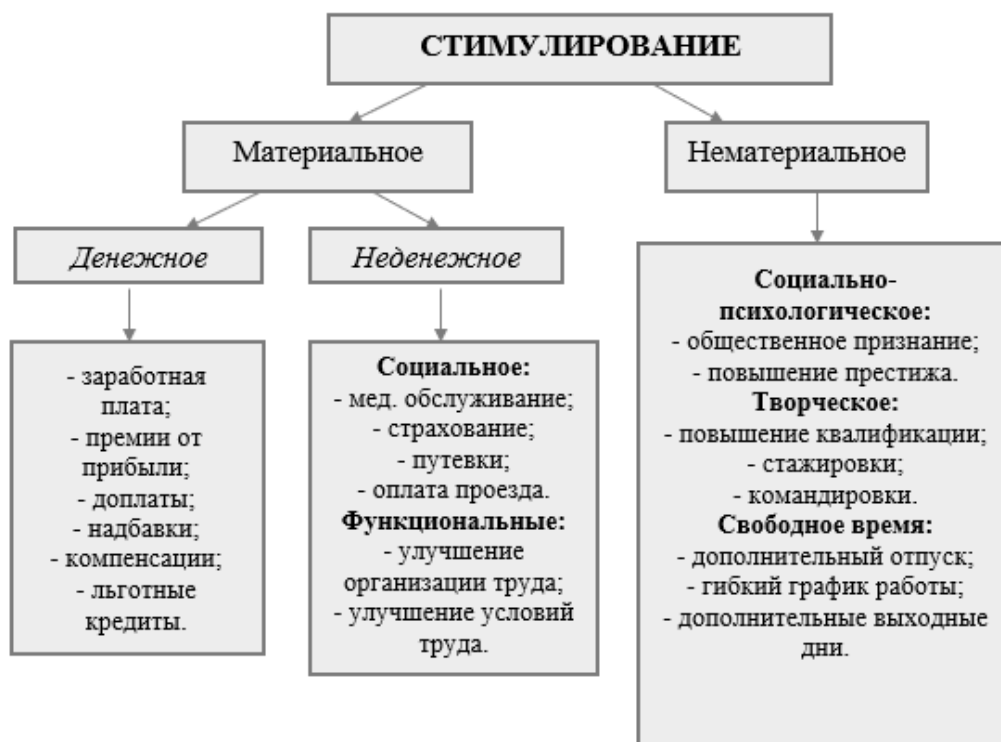 СТИМУЛИРОВАНИЕ
Материальное
Нематериальное
Денежное
Неденежное
- заработная
плата;
- премии от
прибыли;
- доплаты;
- надбавки;
- компенсации;
- льготные
кредиты.
Социальное:
- мед. обслуживание;
- страхование;
- путевки;
- оплата проезда.
Функциональные:
- улучшение
организации труда;
- улучшение условий
труда.
Социально-
психологическое:
- общественное признание;
- повышение престижа.
Творческое:
- повышение квалификации;
- стажировки;
- командировки.
Свободное время:
- дополнительный отпуск;
- гибкий график работы;
- дополнительные выходные
дни.